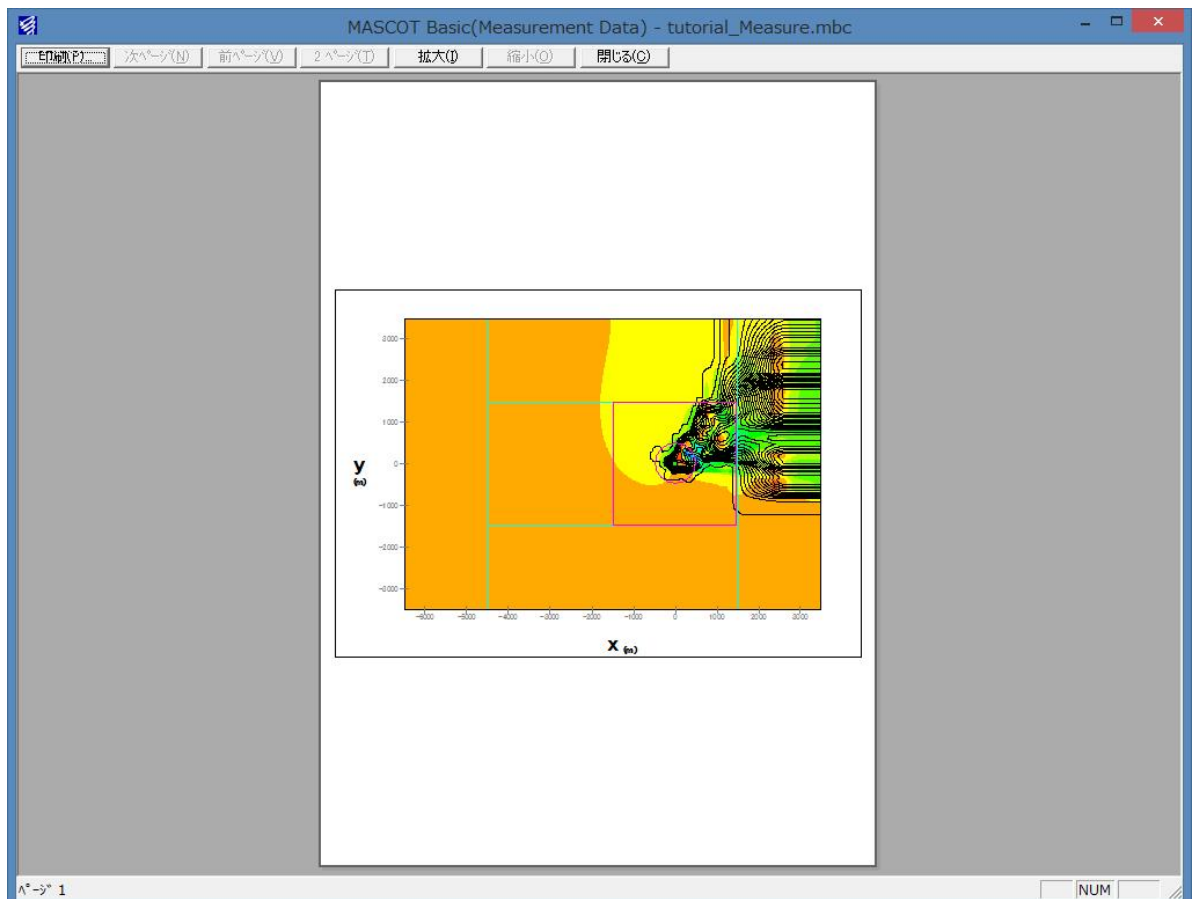 MASCOT Basic(Measurement Data) - tutorial_Measure.mbc
印刷(P)... 次ページ(N) 前ページ(V) 2 ページ(T) 拡大(I) 縮小(O) 閉じる(C)
3000
2000
1000
0
-1000
-2000
-3000
y
(m)
-6000 -5000 -4000 -3000 -2000 -1000 0 1000 2000 3000
x (m)
ページ 1
NUM